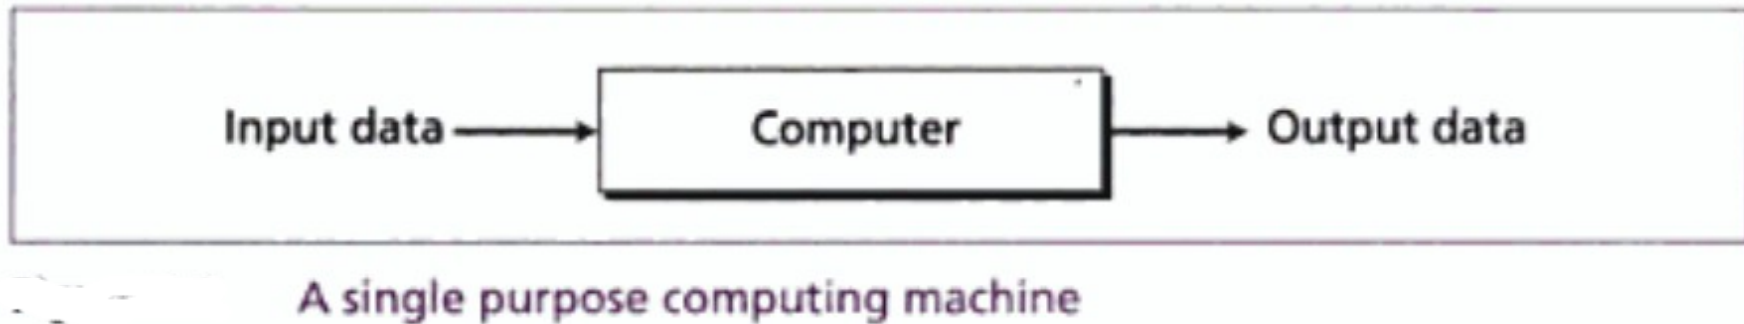 Input data Computer Output data
A single purpose computing machine